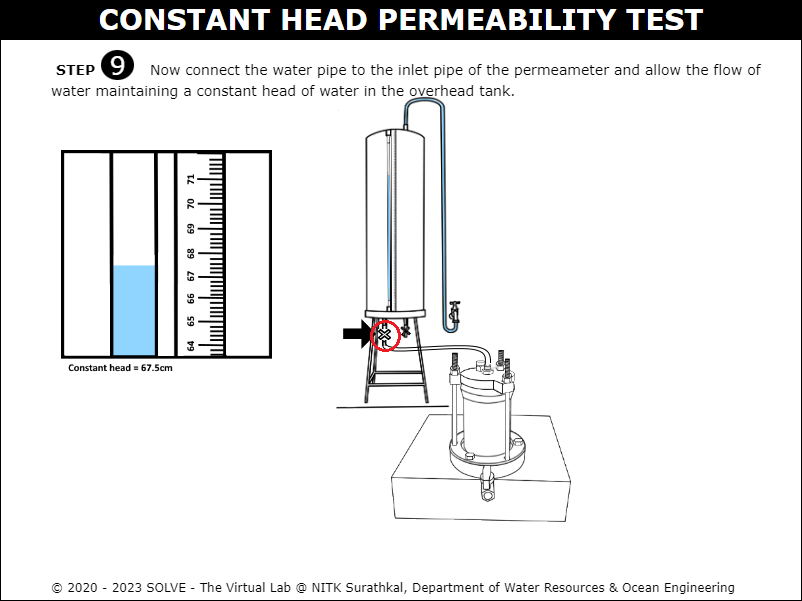 CONSTANT HEAD PERMEABILITY TEST
STEP 9 Now connect the water pipe to the inlet pipe of the permeameter and allow the flow of
water maintaining a constant head of water in the overhead tank.
71
70
69
68
67
66
65
64
Constant head = 67.5cm
© 2020 - 2023 SOLVE - The Virtual Lab @ NITK Surathkal, Department of Water Resources & Ocean Engineering